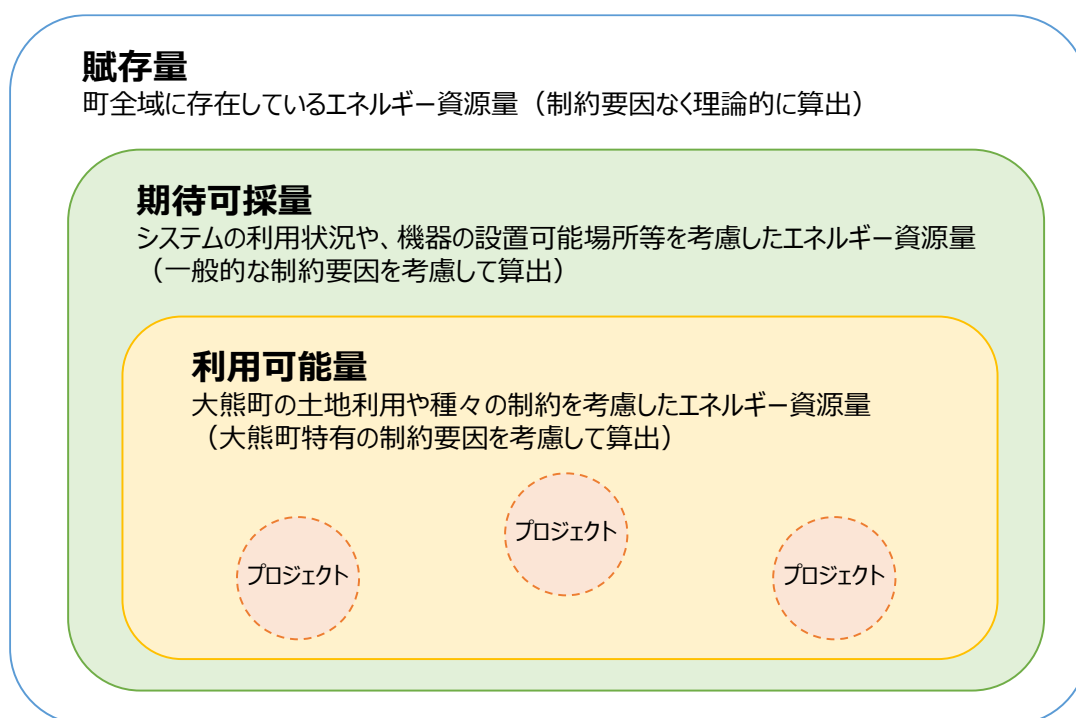 賦存量
町全域に存在しているエネルギー資源量（制約要因なく理論的に算出）
期待可採量
システムの利用状況や、機器の設置可能場所等を考慮したエネルギー資源量
（一般的な制約要因を考慮して算出）
利用可能量
大熊町の土地利用や種々の制約を考慮したエネルギー資源量
（大熊町特有の制約要因を考慮して算出）
プロジェクト
プロジェクト
プロジェクト